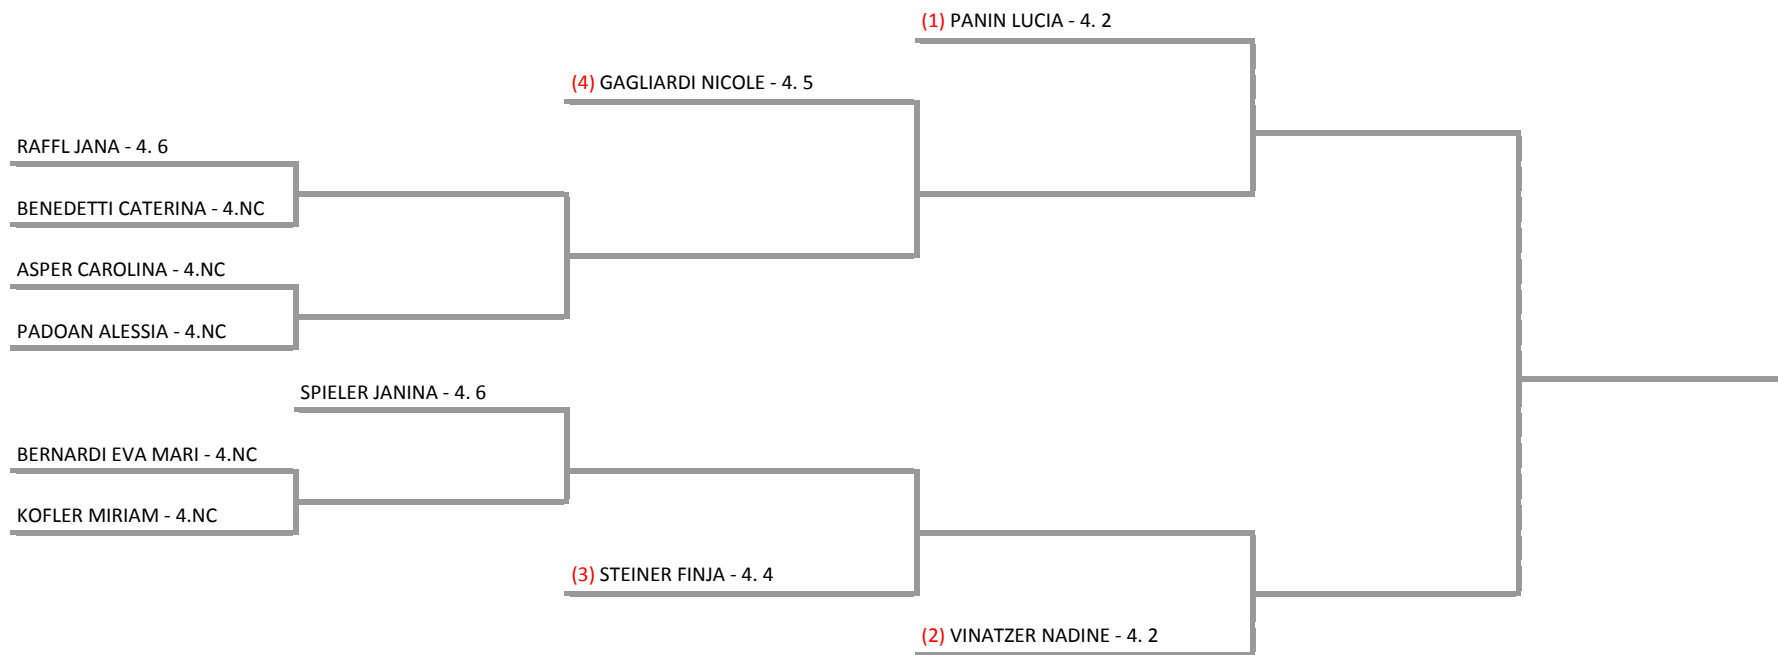 (1) PANIN LUCIA - 4. 2
(4) GAGLIARDI NICOLE - 4. 5
RAFFL JANA - 4. 6
BENEDETTI CATERINA - 4.NC
ASPER CAROLINA - 4.NC
PADOAN ALESSIA - 4.NC
SPIELER JANINA - 4. 6
BERNARDI EVA MARI - 4.NC
KOFLER MIRIAM - 4.NC
(3) STEINER FINJA - 4. 4
(2) VINATZER NADINE - 4. 2